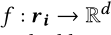 f : r_i → ℝ^d